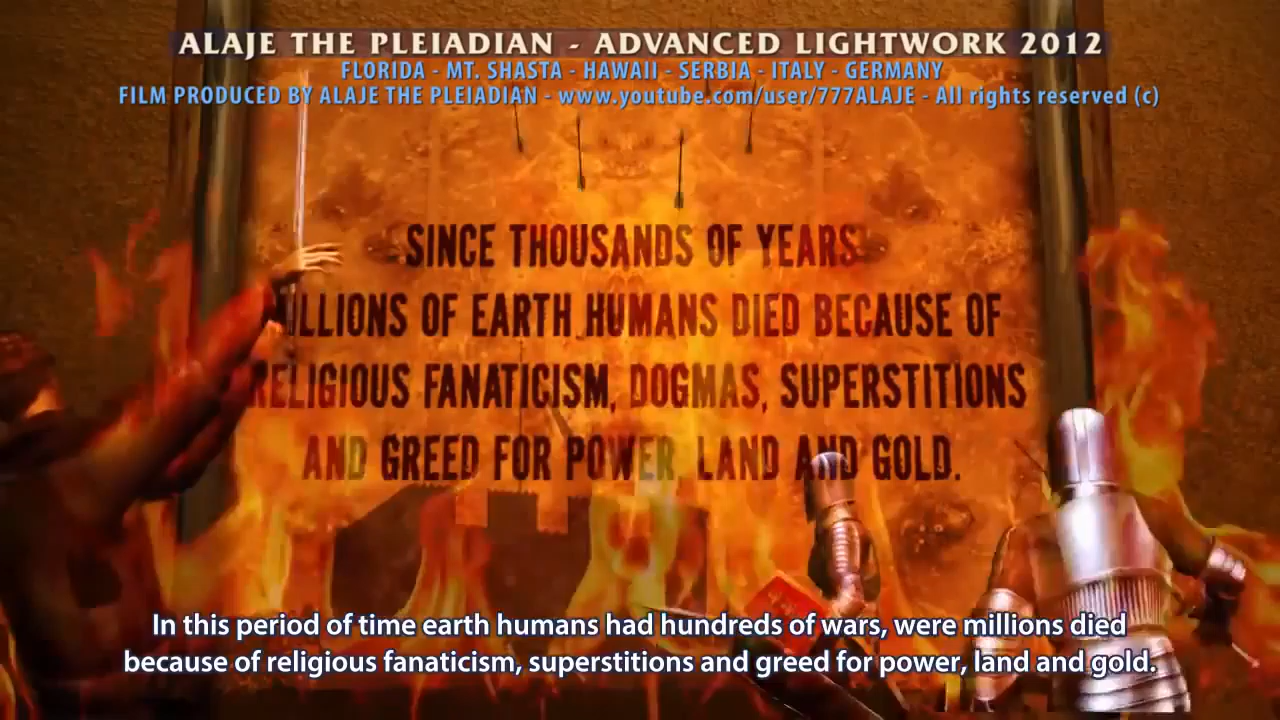 ALAJE THE PLEIADIAN - ADVANCED LIGHTWORK 2012
FLORIDA - MT. SHASTA - HAWAII - SERBIA - ITALY - GERMANY
FILM PRODUCED BY ALAJE THE PLEIADIAN - www.youtube.com/user/777ALAJE - All rights reserved (c)
SINCE THOUSANDS OF YEARS
MILLIONS OF EARTH HUMANS DIED BECAUSE OF
RELIGIOUS FANATICISM, DOGMAS, SUPERSTITIONS
AND GREED FOR POWER, LAND AND GOLD.
In this period of time earth humans had hundreds of wars, were millions died
because of religious fanaticism, superstitions and greed for power, land and gold.